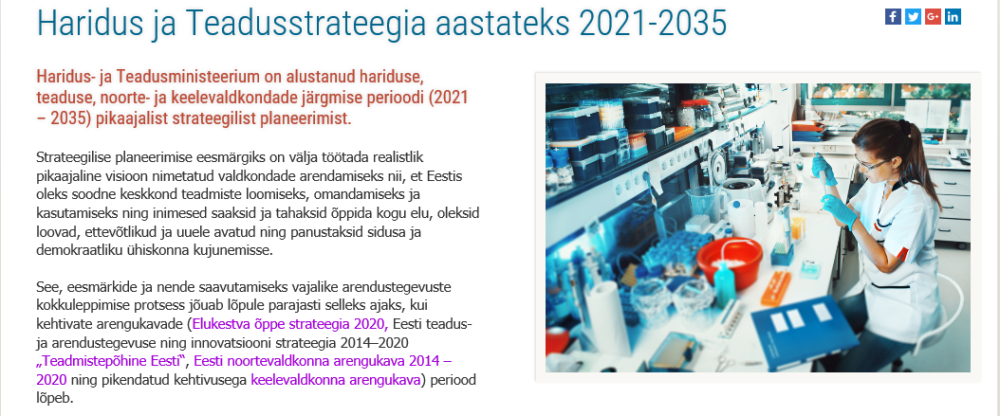 Haridus ja Teadusstrateegia aastateks 2021-2035
Haridus- ja Teadusministeerium on alustanud hariduse,
teaduse, noorte- ja keelevaldkondade järgmise perioodi (2021
– 2035) pikaajalist strateegilist planeerimist.
Strateegilise planeerimise eesmärgiks on välja töötada realistlik
pikaajaline visioon nimetatud valdkondade arendamiseks nii, et Eestis
oleks soodne keskkond teadmiste loomiseks, omandamiseks ja
kasutamiseks ning inimesed saaksid ja tahaksid õppida kogu elu, oleksid
loovad, ettevõtlikud ja uuele avatud ning panustaksid sidusa ja
demokraatliku ühiskonna kujunemisse.
See, eesmärkide ja nende saavutamiseks vajalike arendustegevuste
kokkuleppimise protsess jõuab lõpule parajasti selleks ajaks, kui
kehtivate arengukavade (Elukestva õppe strateegia 2020, Eesti teadus-
ja arendustegevuse ning innovatsiooni strateegia 2014–2020
„Teadmistepõhine Eesti“, Eesti noortevaldkonna arengukava 2014 –
2020 ning pikendatud kehtivusega keelevaldkonna arengukava) periood
lõpeb.